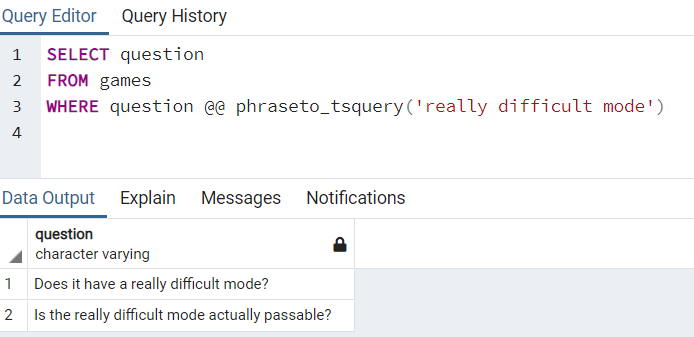 Query Editor Query History
1 SELECT question
2 FROM games
3 WHERE question @@ phraseto_tsquery('really difficult mode')
4
Data Output Explain Messages Notifications
question
character varying
1 Does it have a really difficult mode?
2 Is the really difficult mode actually passable?